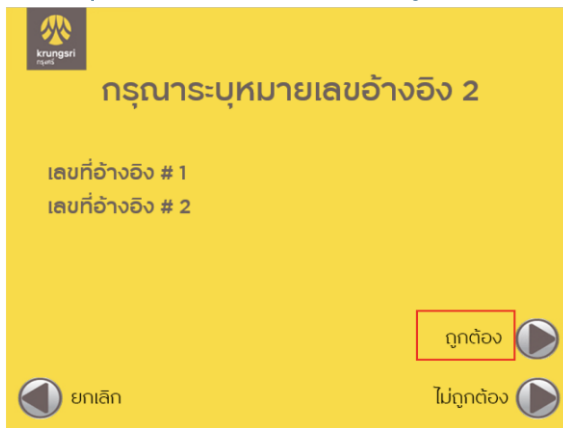 krungsri
กรุงศรี
กรุณาระบุหมายเลขอ้างอิง 2
เลขที่อ้างอิง # 1
เลขที่อ้างอิง # 2
ถูกต้อง
ยกเลิก
ไม่ถูกต้อง